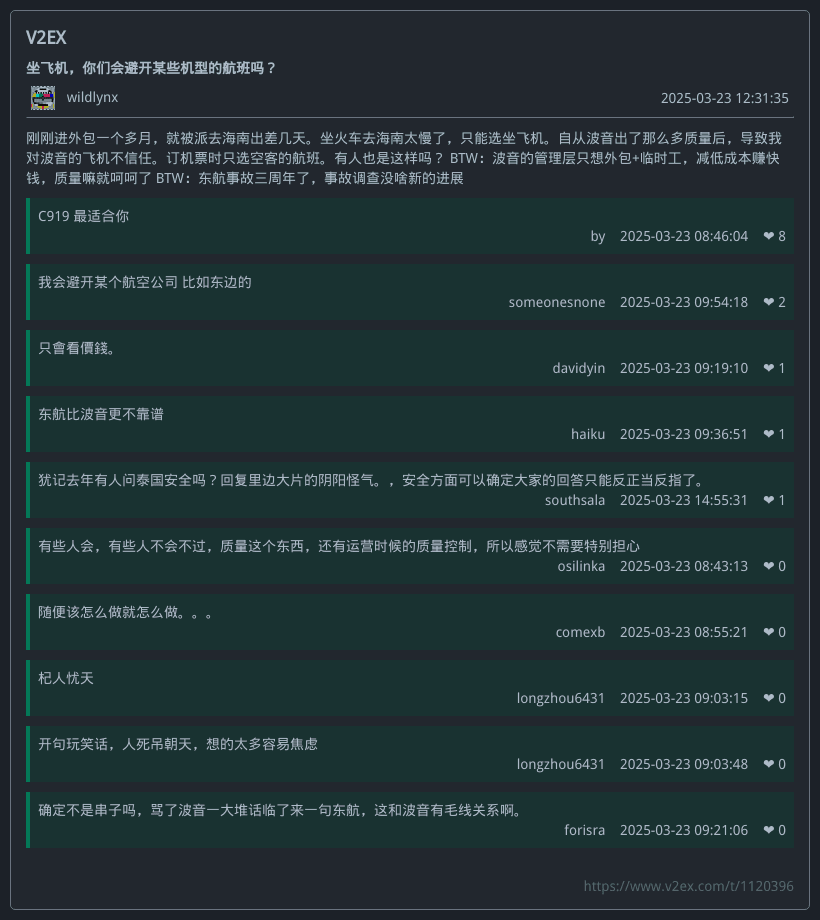 V2EX
坐飞机，你们会避开某些机型的航班吗？
wildlynx
2025-03-23 12:31:35
刚刚进外包一个多月，就被派去海南出差几天。坐火车去海南太慢了，只能选坐飞机。自从波音出了那么多质量后，导致我
对波音的飞机不信任。订机票时只选空客的航班。有人也是这样吗？ BTW：波音的管理层只想外包+临时工，减低成本赚快
钱，质量嘛就呵呵了 BTW：东航事故三周年了，事故调查没啥新的进展
C919 最适合你
by 2025-03-23 08:46:04 ❤ 8
我会避开某个航空公司 比如东边的
someonesnone 2025-03-23 09:54:18 ❤ 2
只會看價錢。
davidyin 2025-03-23 09:19:10 ❤ 1
东航比波音更不靠谱
haiku 2025-03-23 09:36:51 ❤ 1
犹记去年有人问泰国安全吗？回复里边大片的阴阳怪气。，安全方面可以确定大家的回答只能反正当反指了。
southsala 2025-03-23 14:55:31 ❤ 1
有些人会，有些人不会不过，质量这个东西，还有运营时候的质量控制，所以感觉不需要特别担心
osilinka 2025-03-23 08:43:13 ❤ 0
随便该怎么做就怎么做。。。
comexb 2025-03-23 08:55:21 ❤ 0
杞人忧天
longzhou6431 2025-03-23 09:03:15 ❤ 0
开句玩笑话，人死吊朝天，想的太多容易焦虑
longzhou6431 2025-03-23 09:03:48 ❤ 0
确定不是串子吗，骂了波音一大堆话临了来一句东航，这和波音有毛线关系啊。
forisra 2025-03-23 09:21:06 ❤ 0
https://www.v2ex.com/t/1120396